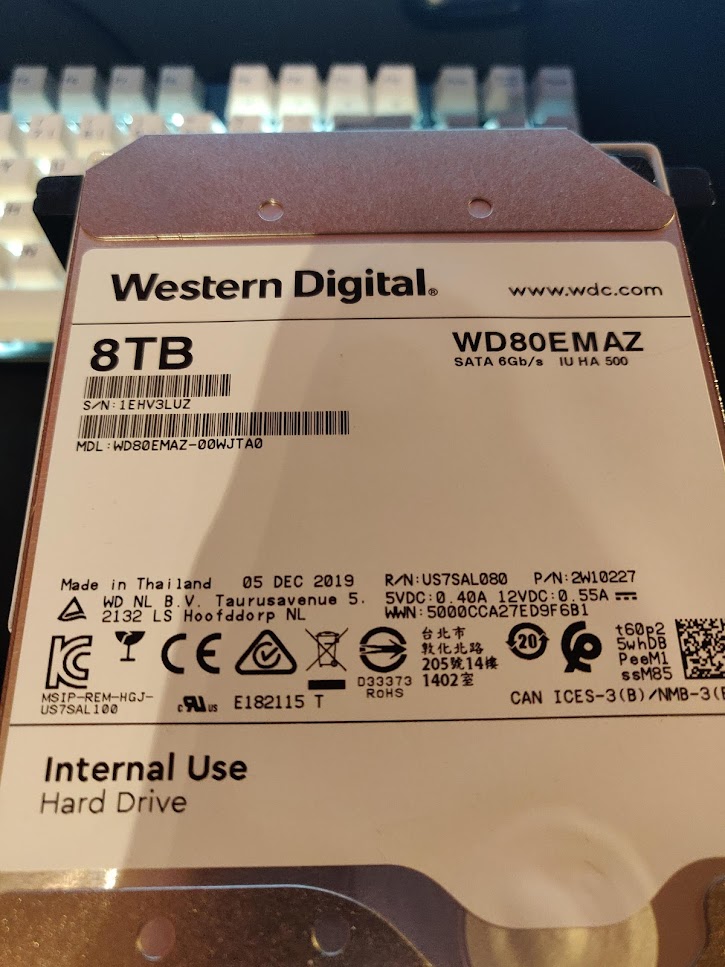 Western Digital®
www.wdc.com
8TB
WD80EMAZ
SATA 6Gb/s IU HA 500
S/N:1EHV3LUZ
MDL:WD80EMAZ-00WJTA0
Made in Thailand 05 DEC 2019 R/N:US7SAL080 P/N:2W10227
WD NL B.V. Taurusavenue 5.
2132 LS Hoofddorp NL
5VDC:0.40A 12VDC:0.55A
WWN:5000CCA27ED9F6B1
MSIP-REM-HGJ-
US7SAL100
CE
c RU US E182115 T
D33373
RoHS
台北市
敦化北路
205號14樓
1402室
20
t60p2
5whDB
PeeM1
ssM85
CAN ICES-3(B)/NMB-3(
Internal Use
Hard Drive